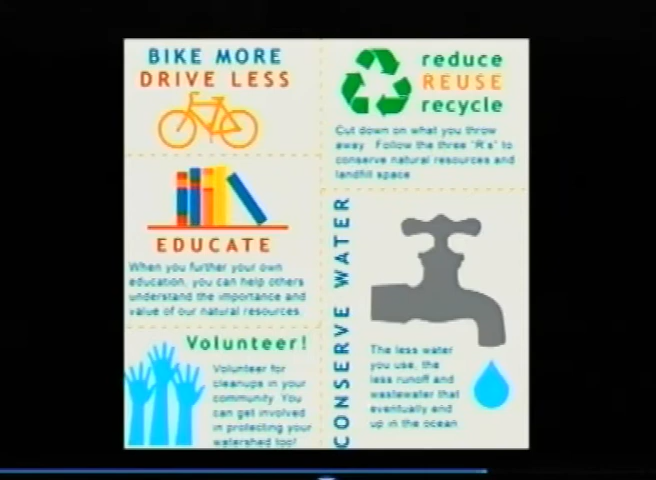 BIKE MORE
DRIVE LESS
reduce
REUSE
recycle
Cut down on what you throw
away. Follow the three "R's" to
conserve natural resources and
landfill space
EDUCATE
When you further your own
education, you can help others
understand the importance and
value of our natural resources.
Volunteer!
Volunteer for
cleanups in your
community. You
can get involved
in protecting your
watershed too!
CONSERVE WATER
The less water
you use, the
less runoff and
wastewater that
eventually end
up in the ocean